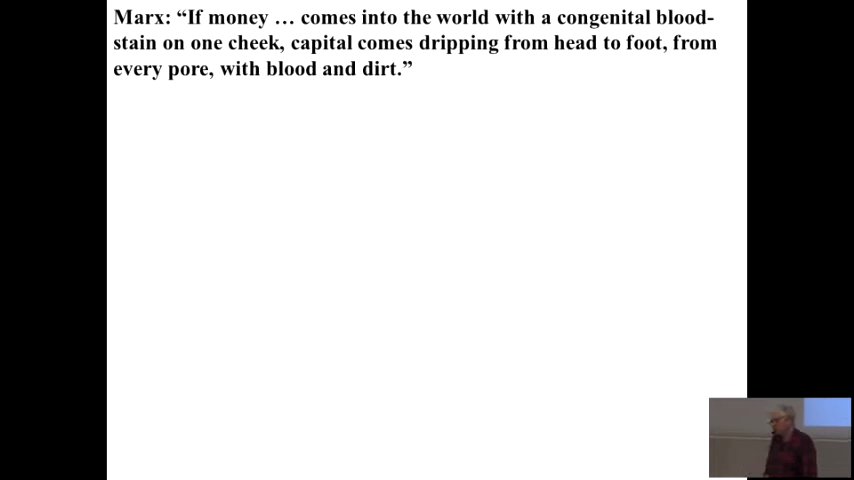 Marx: “If money … comes into the world with a congenital blood-
stain on one cheek, capital comes dripping from head to foot, from
every pore, with blood and dirt.”